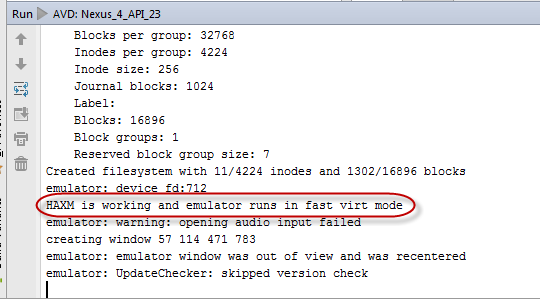 Run AVD: Nexus_4_API_23
Blocks per group: 32768
Inodes per group: 4224
Inode size: 256
Journal blocks: 1024
Label:
Blocks: 16896
Block groups: 1
Reserved block group size: 7
Created filesystem with 11/4224 inodes and 1302/16896 blocks
emulator: device fd:712
HAXM is working and emulator runs in fast virt mode
emulator: warning: opening audio input failed
creating window 57 114 471 783
emulator: emulator window was out of view and was recentered
emulator: UpdateChecker: skipped version check